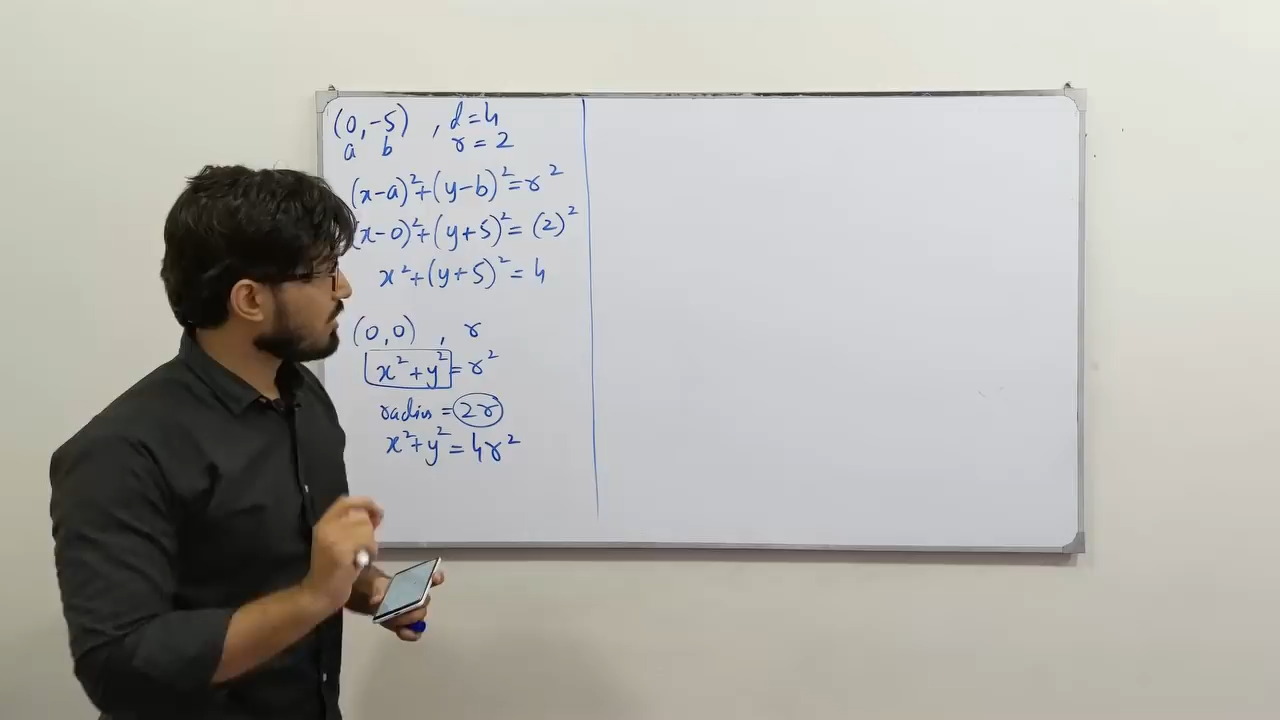 (0,-5) , d=4
a b r = 2
(x-a)²+(y-b)²=r²
(x-0)²+(y+5)²= (2)²
x²+(y+5)²=4
(0,0) , r
x²+y²=r²
radius = 2r
x²+y²=4r²